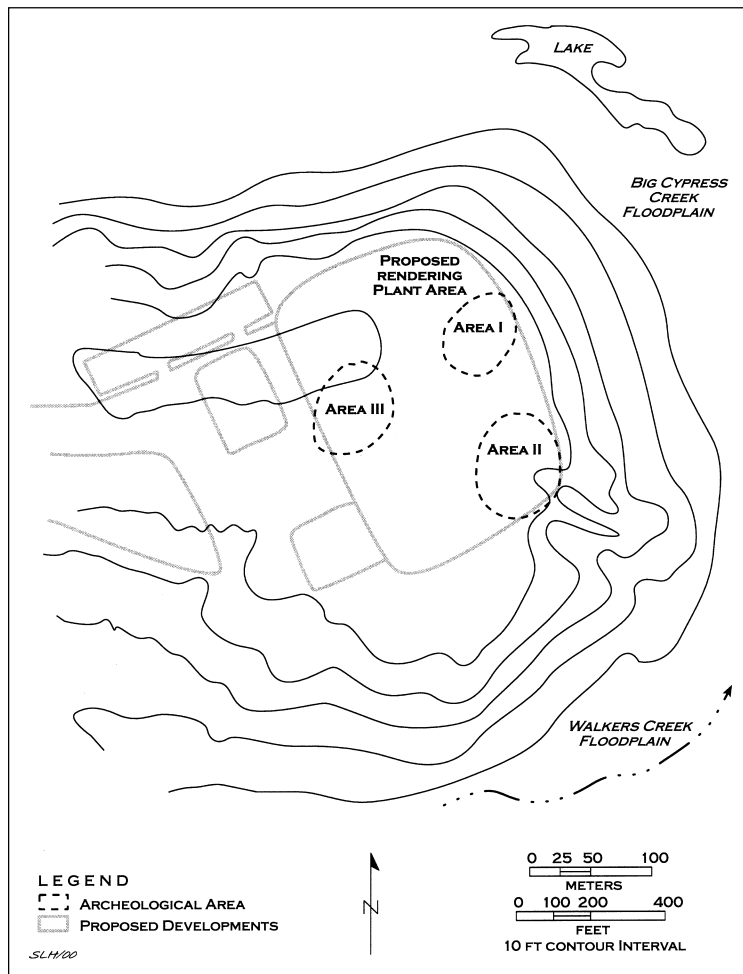 LAKE
BIG CYPRESS
CREEK
FLOODPLAIN
PROPOSED
RENDERING
PLANT AREA
AREA I
AREA III
AREA II
WALKERS CREEK
FLOODPLAIN
LEGEND
ARCHEOLOGICAL AREA
PROPOSED DEVELOPMENTS
SLH/00
N
0 25 50 100
METERS
0 100 200 400
FEET
10 FT CONTOUR INTERVAL